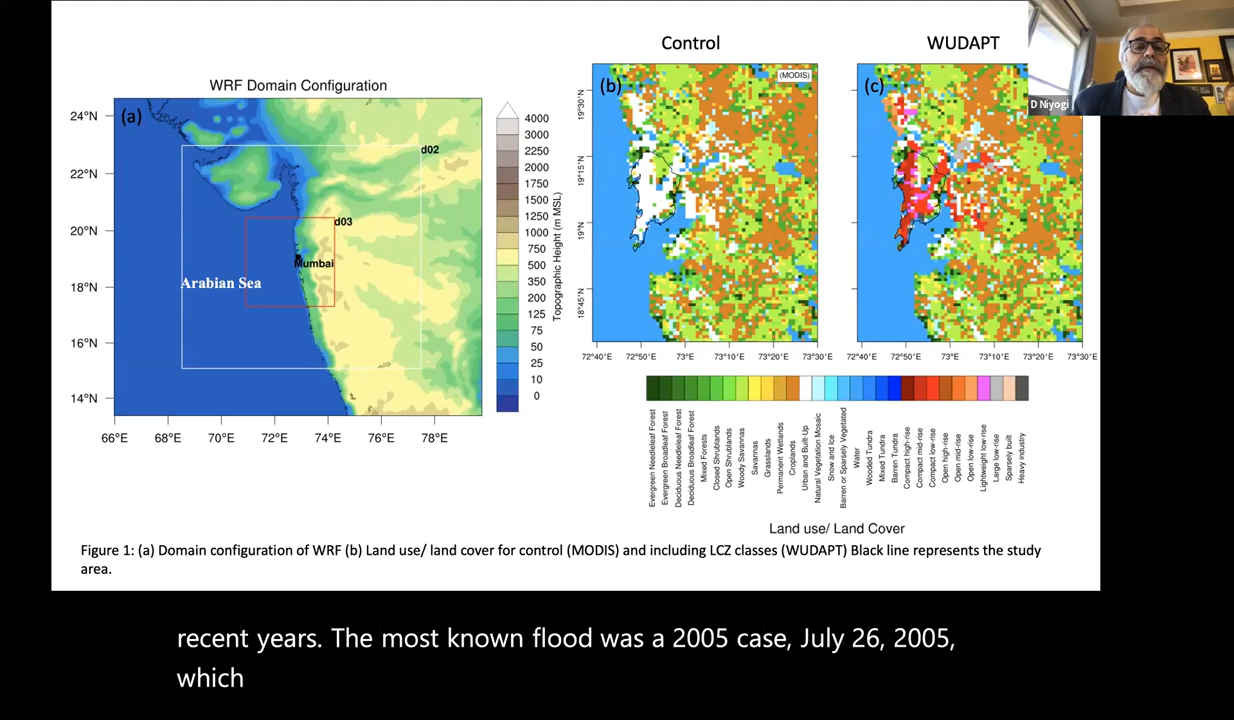 Control
WUDAPT
WRF Domain Configuration
(a)
24°N
22°N
20°N
18°N
16°N
14°N
66°E 68°E 70°E 72°E 74°E 76°E 78°E
d02
d03
Mumbai
Arabian Sea
4000
3000
2250
2000
1750
1500
1250
1000
750
500
350
200
125
75
50
25
10
0
Topographic Height (m MSL)
(b)
(MODIS)
19°30'N
19°15'N
19°N
18°45'N
72°40'E 72°50'E 73°E 73°10'E 73°20'E 73°30'E
(c)
72°40'E 72°50'E 73°E 73°10'E 73°20'E 73°30'E
D Niyogi
Evergreen Needleleaf Forest
Evergreen Broadleaf Forest
Deciduous Needleleaf Forest
Deciduous Broadleaf Forest
Mixed Forests
Closed Shrublands
Open Shrublands
Woody Savannas
Savannas
Grasslands
Permanent Wetlands
Croplands
Urban and Built-Up
Natural Vegetation Mosaic
Snow and Ice
Barren or Sparsely Vegetated
Water
Wooded Tundra
Mixed Tundra
Barren Tundra
Compact high-rise
Compact mid-rise
Compact low-rise
Open high-rise
Open mid-rise
Open low-rise
Lightweight low-rise
Large low-rise
Sparsely built
Heavy industry
Land use/ Land Cover
Figure 1: (a) Domain configuration of WRF (b) Land use/ land cover for control (MODIS) and including LCZ classes (WUDAPT) Black line represents the study
area.
recent years. The most known flood was a 2005 case, July 26, 2005,
which